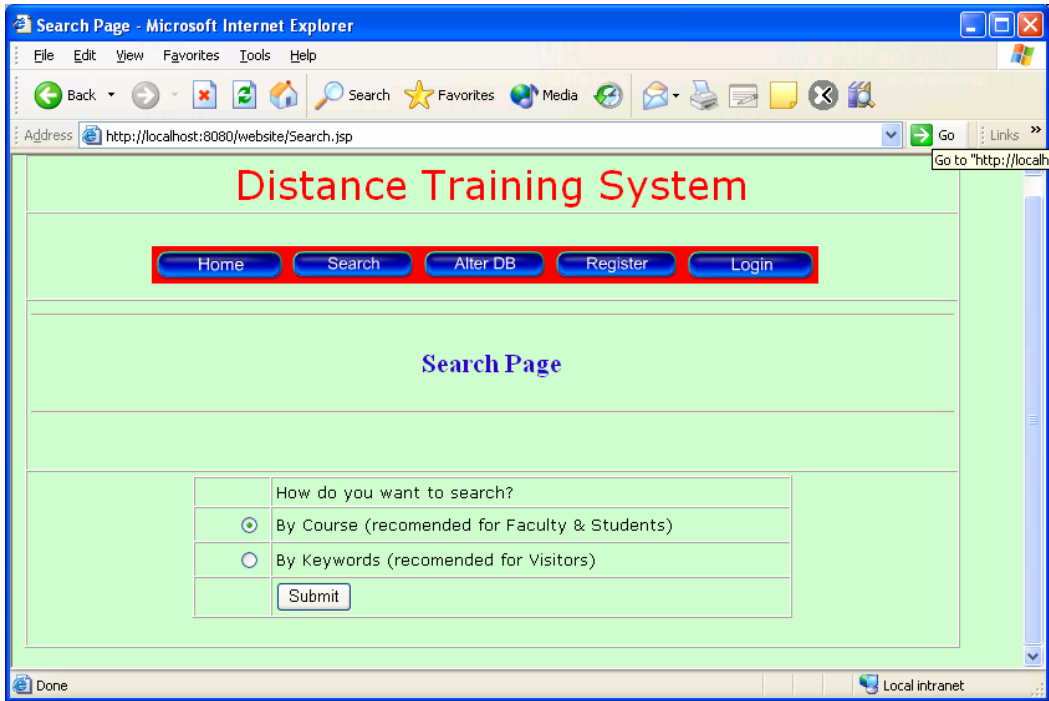 Search Page - Microsoft Internet Explorer
File Edit View Favorites Tools Help
Back Search Favorites Media
Address http://localhost:8080/website/Search.jsp Go Links »
Go to "http://localh
Distance Training System
Home Search Alter DB Register Login
Search Page
How do you want to search?
By Course (recomended for Faculty & Students)
By Keywords (recomended for Visitors)
Submit
Done Local intranet